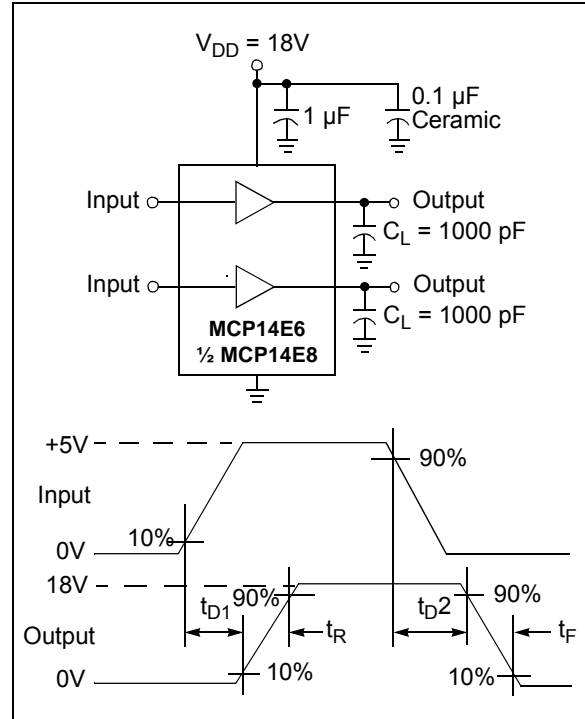 V_DD = 18V
1 µF
0.1 µF
Ceramic
Input
Output
C_L = 1000 pF
Input
Output
C_L = 1000 pF
MCP14E6
½ MCP14E8
+5V
90%
Input
10%
0V
18V
t_D1
90%
t_R
t_D2
90%
t_F
Output
10%
10%
0V